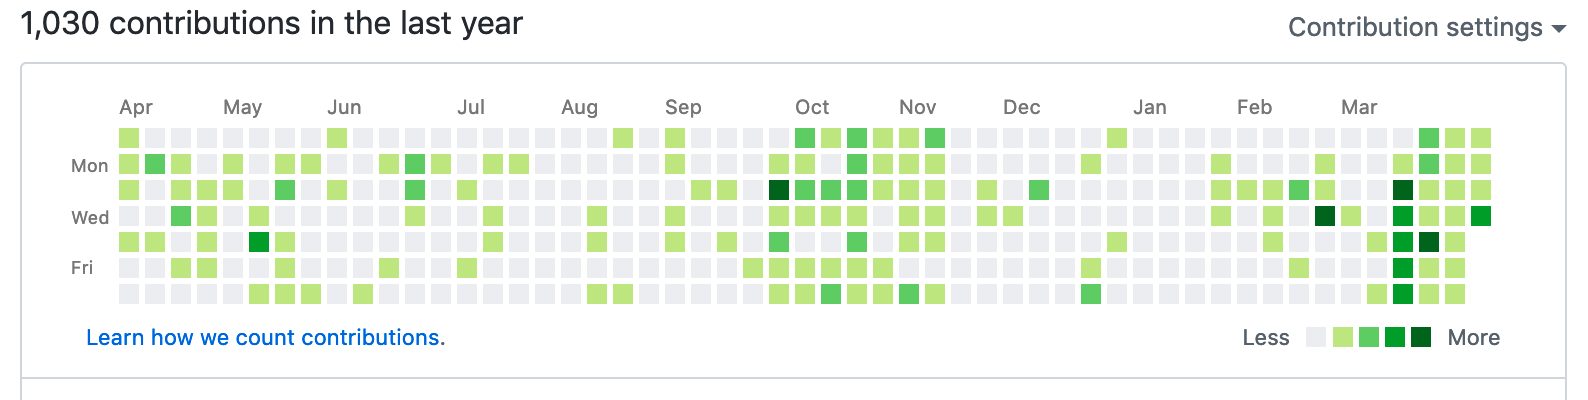 1,030 contributions in the last year
Contribution settings
Apr May Jun Jul Aug Sep Oct Nov Dec Jan Feb Mar
Mon
Wed
Fri
Learn how we count contributions.
Less More